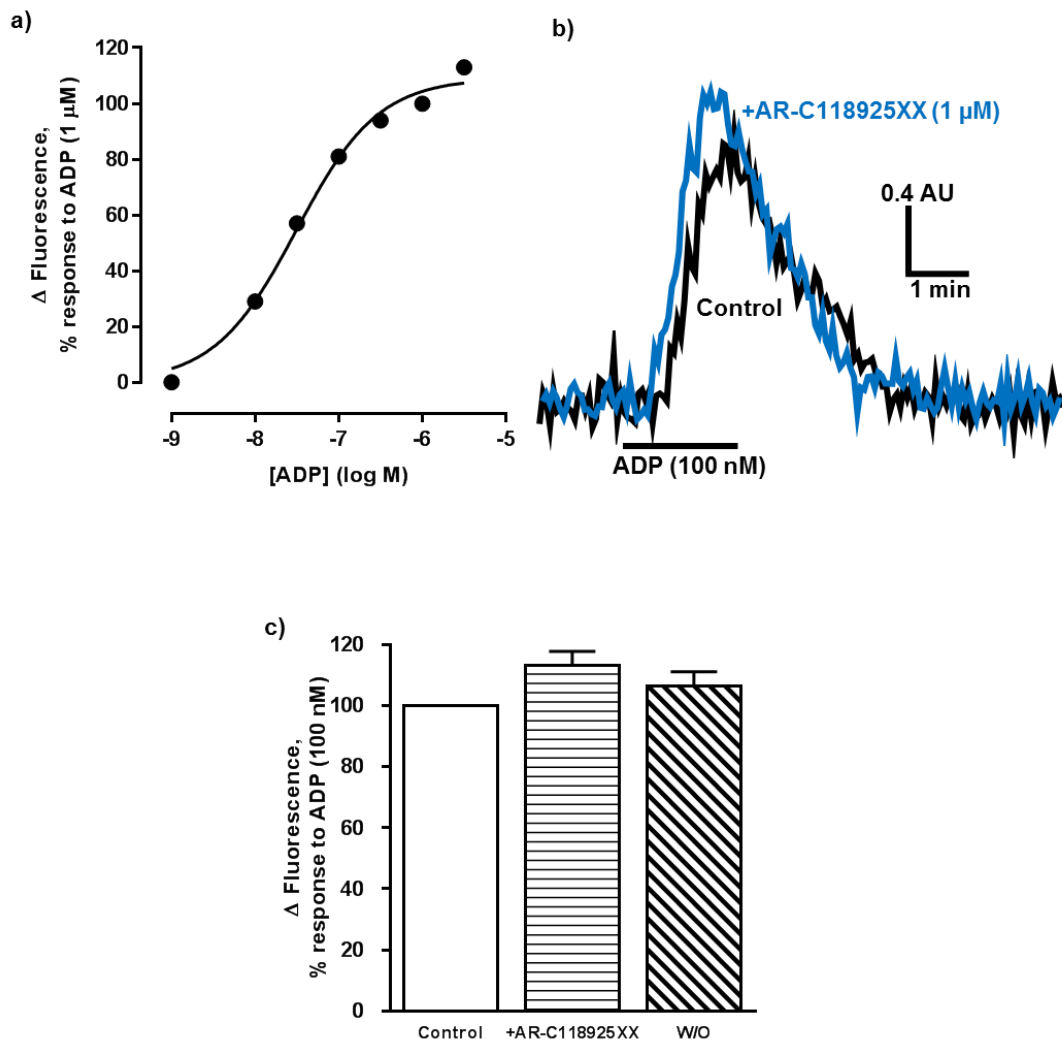 a)
Δ Fluorescence,
% response to ADP (1 μM)
120
100
80
60
40
20
0
-9
-8
-7
-6
-5
[ADP] (log M)
b)
+AR-C118925XX (1 μM)
0.4 AU
1 min
Control
ADP (100 nM)
c)
Δ Fluorescence,
% response to ADP (100 nM)
120
100
80
60
40
20
0
Control
+AR-C118925XX
W/O